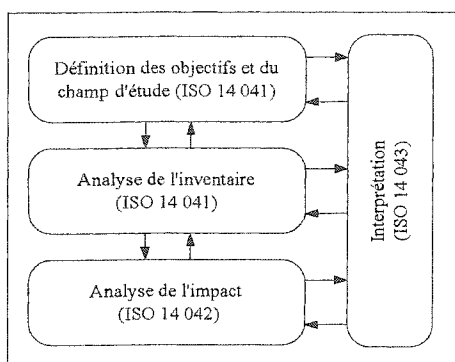 Définition des objectifs et du
champ d'étude (ISO 14 041)
Analyse de l'inventaire
(ISO 14 041)
Analyse de l'impact
(ISO 14 042)
Interprétation
(ISO 14 043)